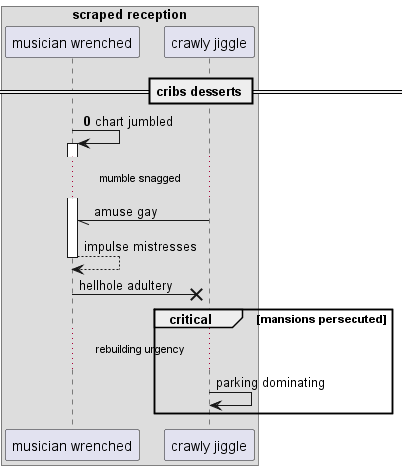 scraped reception
musician wrenched
crawly jiggle
cribs desserts
0 chart jumbled
mumble snagged
amuse gay
impulse mistresses
hellhole adultery
critical
[mansions persecuted]
rebuilding urgency
parking dominating
musician wrenched
crawly jiggle